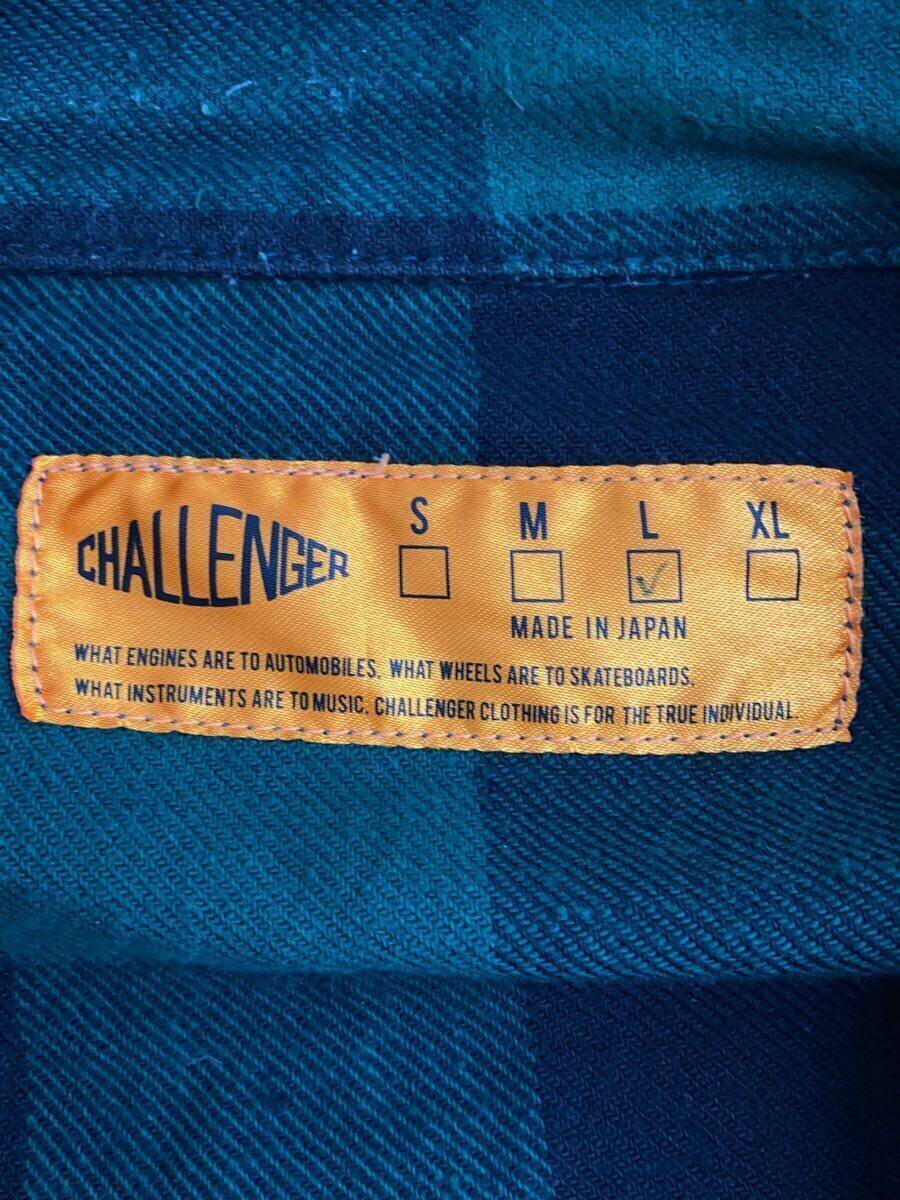 CHALLENGER
S M L XL
✓
MADE IN JAPAN
WHAT ENGINES ARE TO AUTOMOBILES, WHAT WHEELS ARE TO SKATEBOARDS,
WHAT INSTRUMENTS ARE TO MUSIC. CHALLENGER CLOTHING IS FOR THE TRUE INDIVIDUAL.